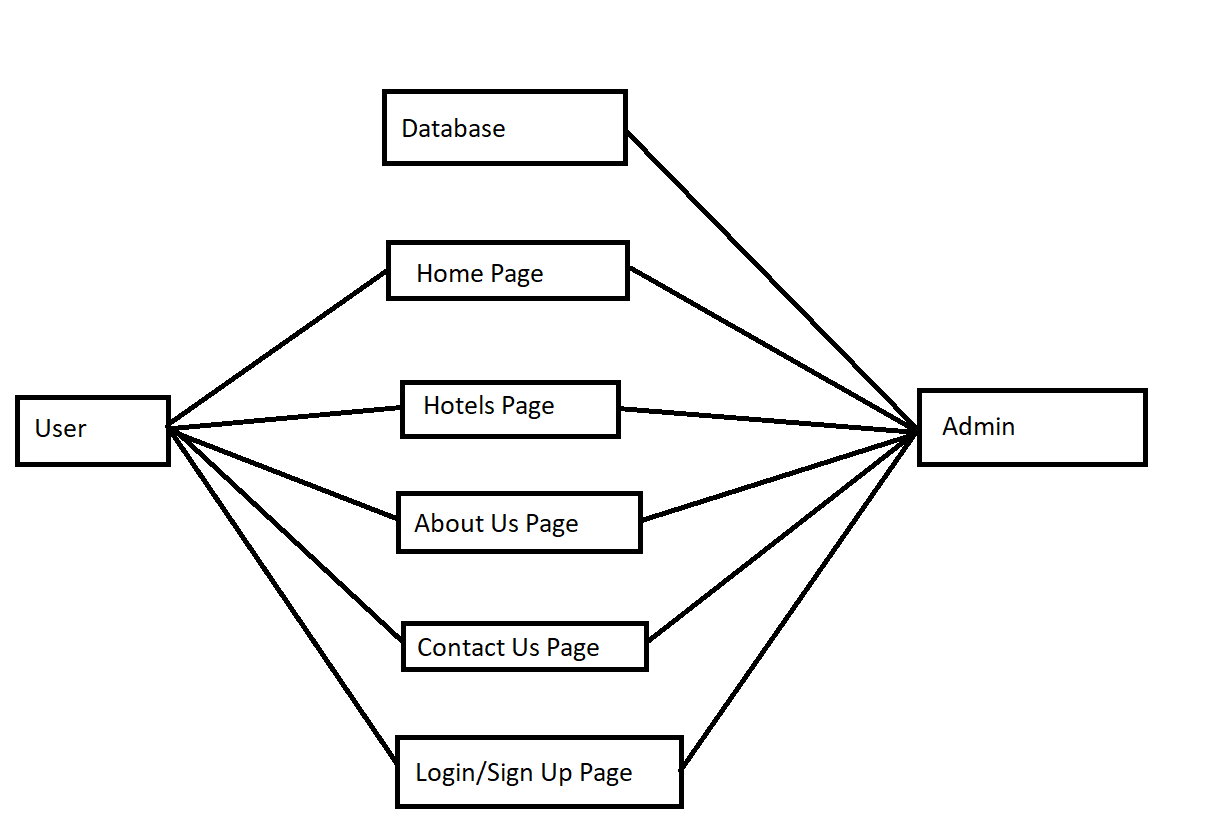 Database
Home Page
Hotels Page
User
Admin
About Us Page
Contact Us Page
Login/Sign Up Page